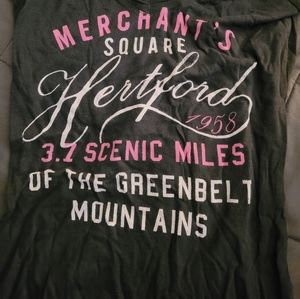 MERCHANT'S
SQUARE
Hertford
1958
3.7 SCENIC MILES
OF THE GREENBELT
MOUNTAINS